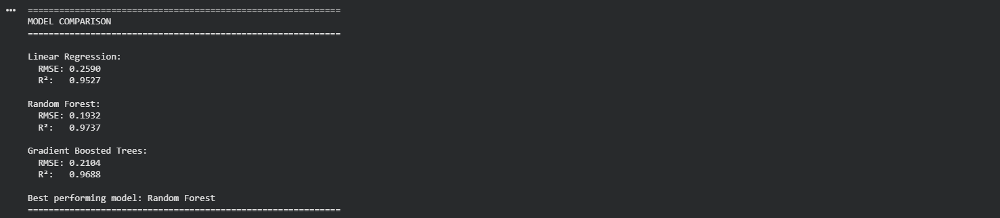 ============================================================
MODEL COMPARISON
============================================================
Linear Regression:
RMSE: 0.2590
R²: 0.9527
Random Forest:
RMSE: 0.1932
R²: 0.9737
Gradient Boosted Trees:
RMSE: 0.2104
R²: 0.9688
Best performing model: Random Forest
============================================================